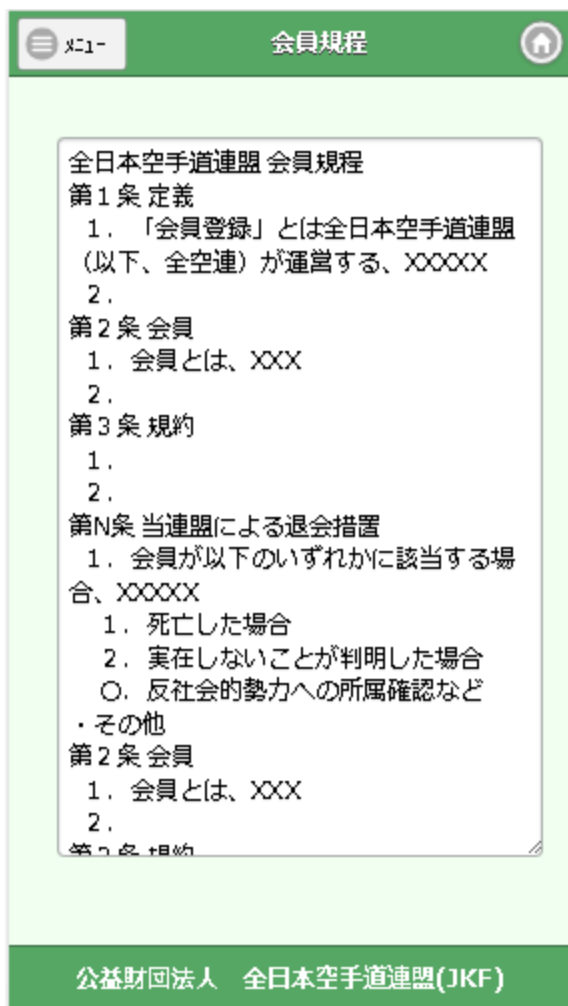 メニュー
会員規程
全日本空手道連盟 会員規程
第1条 定義
1. 「会員登録」とは全日本空手道連盟
(以下、全空連)が運営する、XXXXX
2.
第2条 会員
1. 会員とは、XXX
2.
第3条 規約
1.
2.
第N条 当連盟による退会措置
1. 会員が以下のいずれかに該当する場
合、XXXXX
1. 死亡した場合
2. 実在しないことが判明した場合
〇. 反社会的勢力への所属確認など
・その他
第2条 会員
1. 会員とは、XXX
2.
公益財団法人 全日本空手道連盟(JKF)